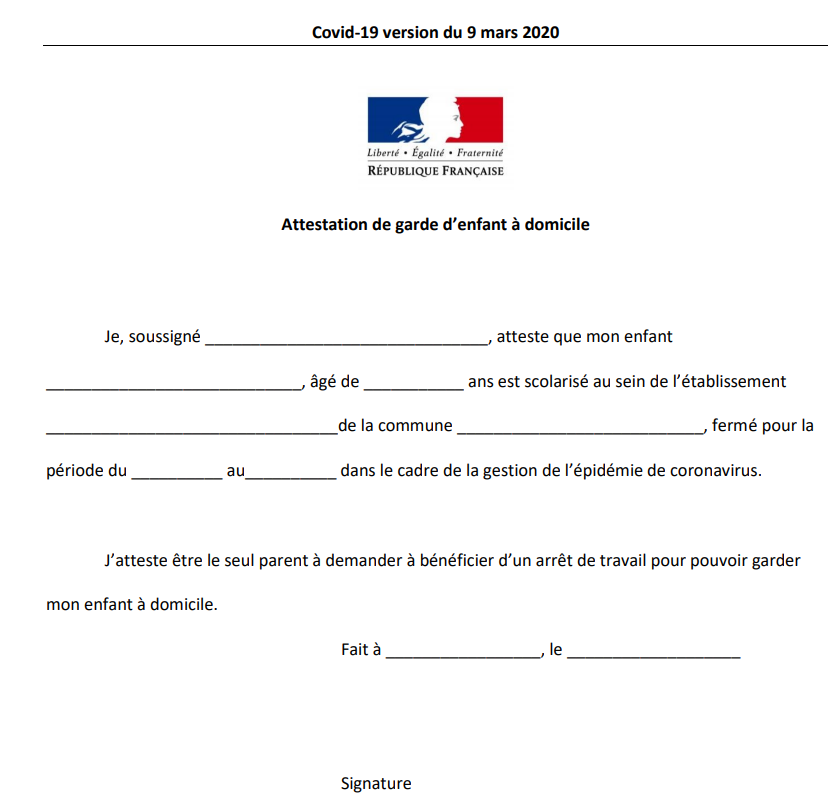 Covid-19 version du 9 mars 2020
Liberté • Égalité • Fraternité
RÉPUBLIQUE FRANÇAISE
Attestation de garde d’enfant à domicile
Je, soussigné _______________________________, atteste que mon enfant
____________________________, âgé de ___________ ans est scolarisé au sein de l’établissement
________________________________de la commune ___________________________, fermé pour la
période du __________ au__________ dans le cadre de la gestion de l’épidémie de coronavirus.
J’atteste être le seul parent à demander à bénéficier d’un arrêt de travail pour pouvoir garder
mon enfant à domicile.
Fait à _________________, le ___________________
Signature